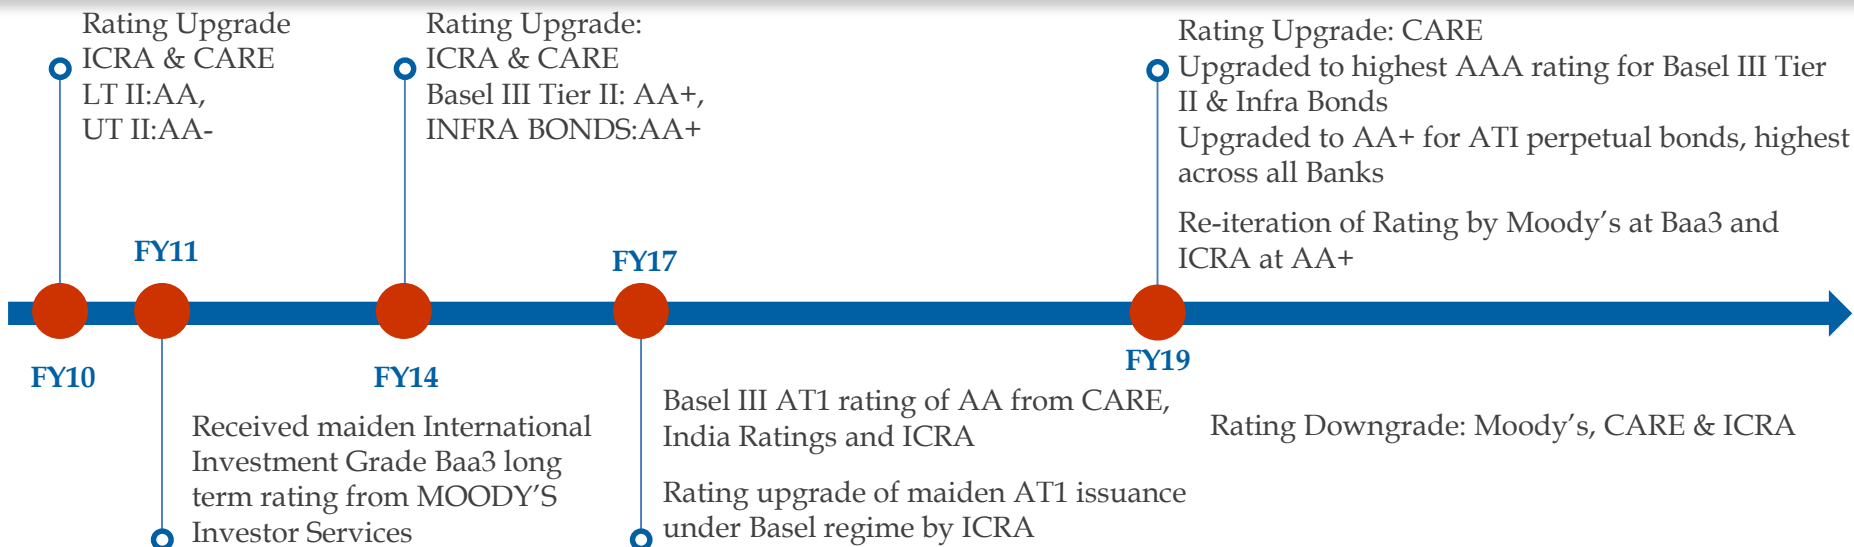 Rating Upgrade
ICRA & CARE
LT II:AA,
UT II:AA-
Rating Upgrade:
ICRA & CARE
Basel III Tier II: AA+,
INFRA BONDS:AA+
Rating Upgrade: CARE
Upgraded to highest AAA rating for Basel III Tier
II & Infra Bonds
Upgraded to AA+ for ATI perpetual bonds, highest
across all Banks
Re-iteration of Rating by Moody’s at Baa3 and
ICRA at AA+
FY11
FY17
FY10
FY14
FY19
Received maiden International
Investment Grade Baa3 long
term rating from MOODY’S
Investor Services
Basel III AT1 rating of AA from CARE,
India Ratings and ICRA
Rating upgrade of maiden AT1 issuance
under Basel regime by ICRA
Rating Downgrade: Moody’s, CARE & ICRA